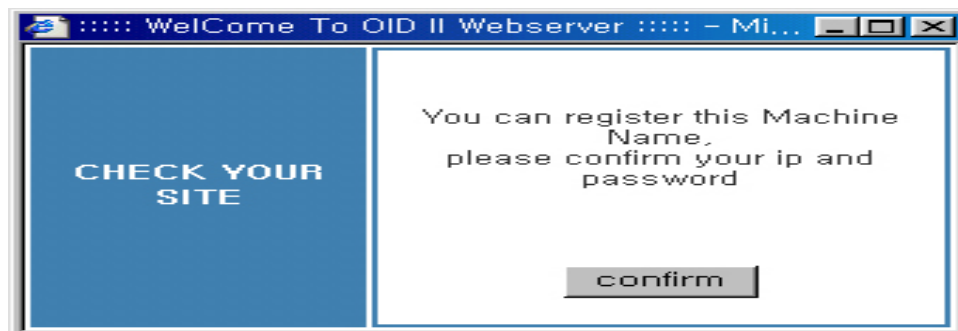 ::::: WelCome To OID II Webserver ::::: - Mi...
CHECK YOUR
SITE
You can register this Machine
Name,
please confirm your ip and
password
confirm